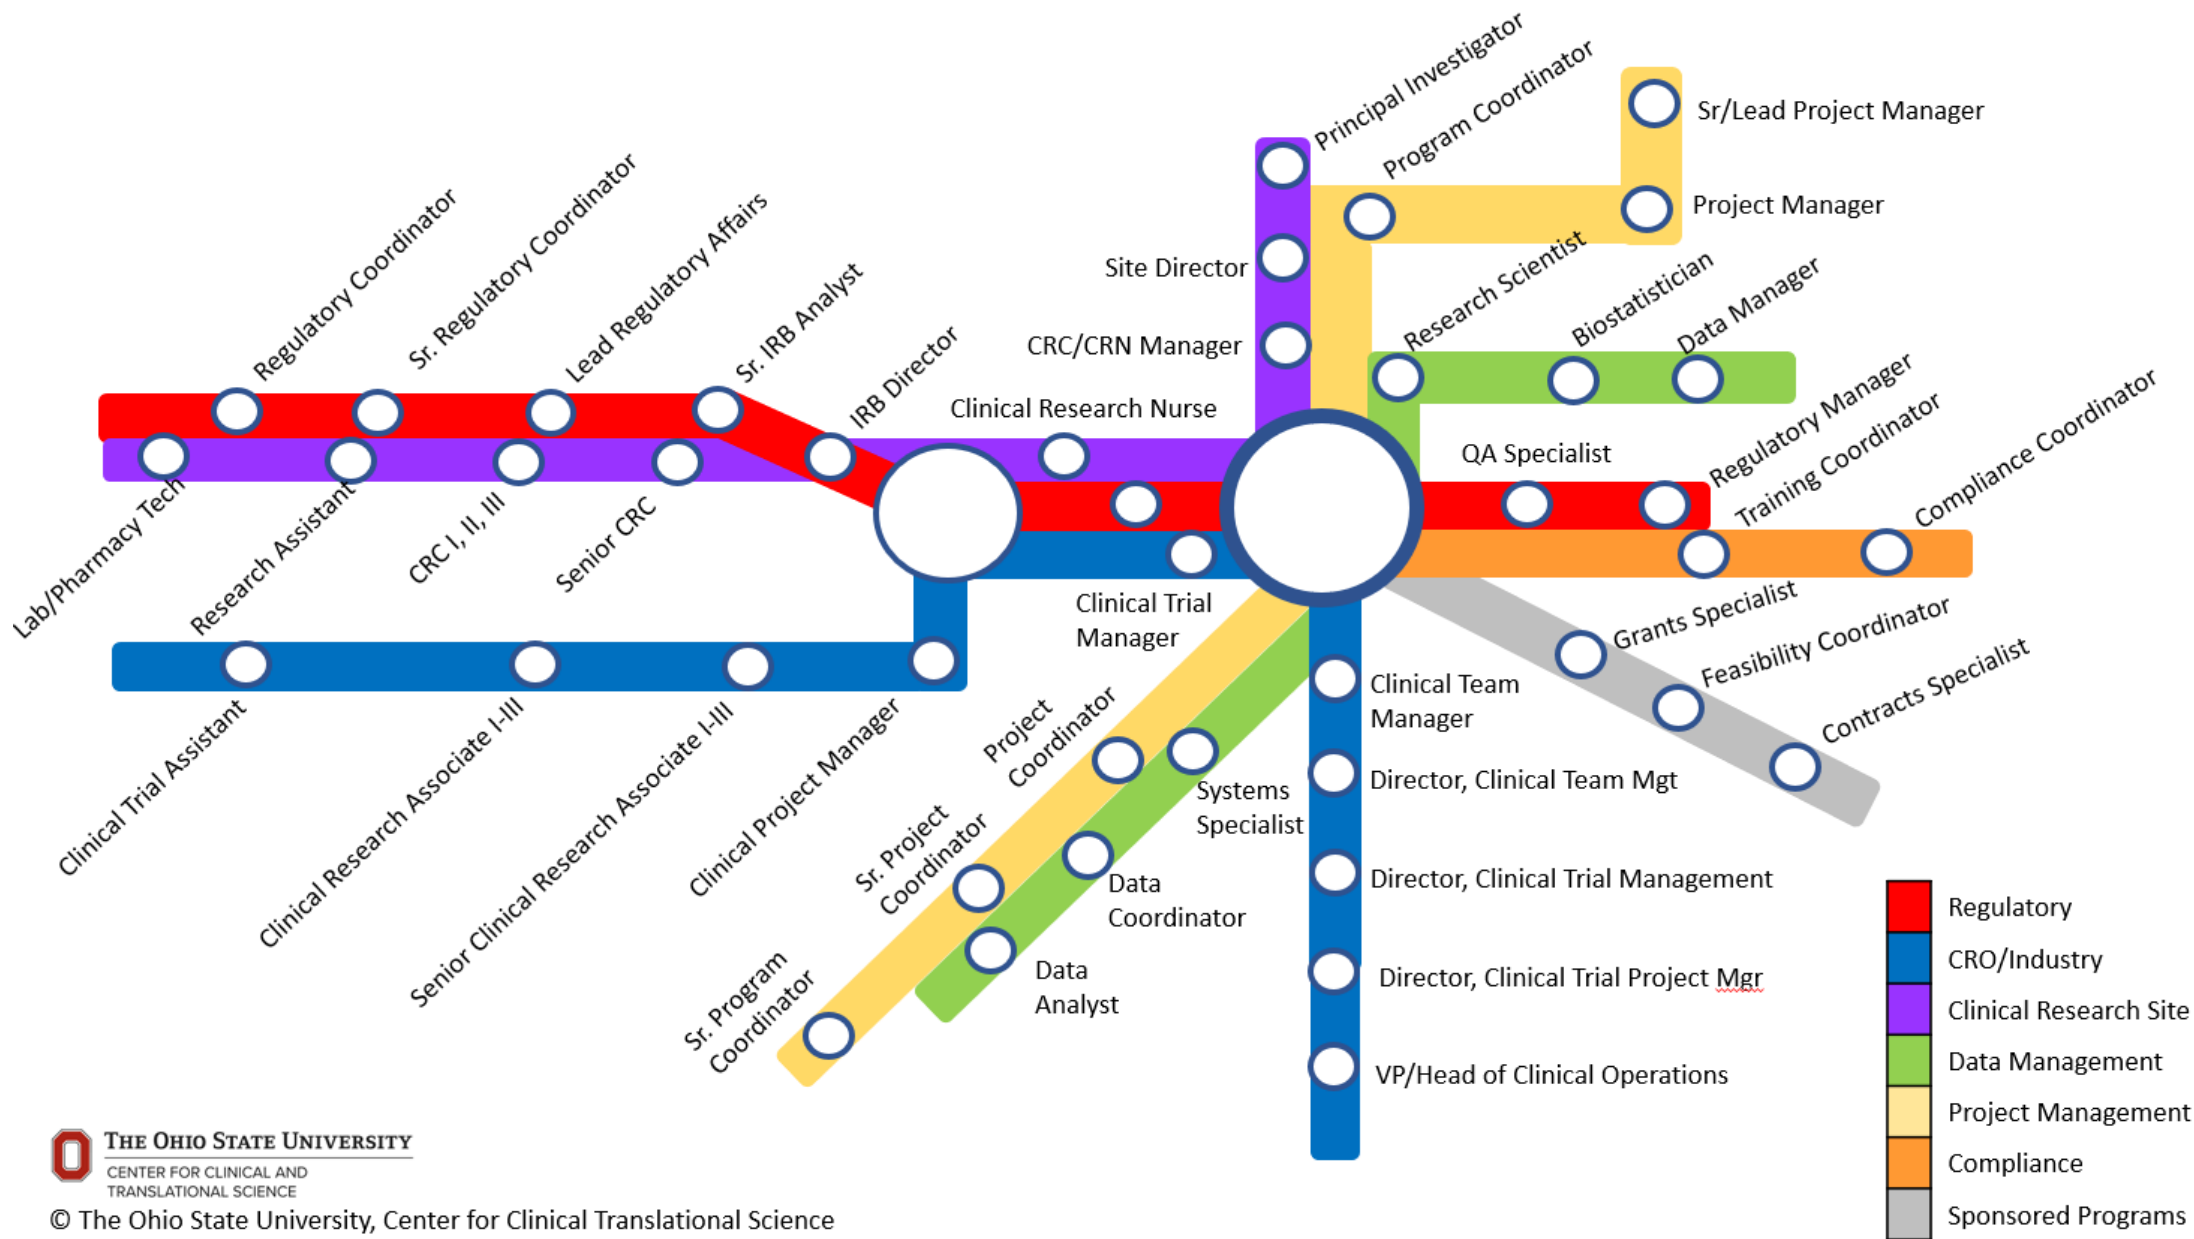 Principal Investigator
Program Coordinator
Sr/Lead Project Manager
Project Manager
Site Director
CRC/CRN Manager
Clinical Research Nurse
Research Scientist
Biostatistician
Data Manager
Regulatory Coordinator
Sr. Regulatory Coordinator
Lead Regulatory Affairs
Sr. IRB Analyst
IRB Director
QA Specialist
Regulatory Manager
Training Coordinator
Compliance Coordinator
Lab/Pharmacy Tech
Research Assistant
CRC I, II, III
Senior CRC
Clinical Trial
Manager
Grants Specialist
Feasibility Coordinator
Contracts Specialist
Clinical Trial Assistant
Clinical Research Associate I-III
Senior Clinical Research Associate I-III
Clinical Project Manager
Project
Coordinator
Sr. Project
Coordinator
Sr. Program
Coordinator
Systems
Specialist
Data
Coordinator
Data
Analyst
Clinical Team
Manager
Director, Clinical Team Mgt
Director, Clinical Trial Management
Director, Clinical Trial Project Mgr
VP/Head of Clinical Operations
Regulatory
CRO/Industry
Clinical Research Site
Data Management
Project Management
Compliance
Sponsored Programs
THE OHIO STATE UNIVERSITY
CENTER FOR CLINICAL AND
TRANSLATIONAL SCIENCE
© The Ohio State University, Center for Clinical Translational Science